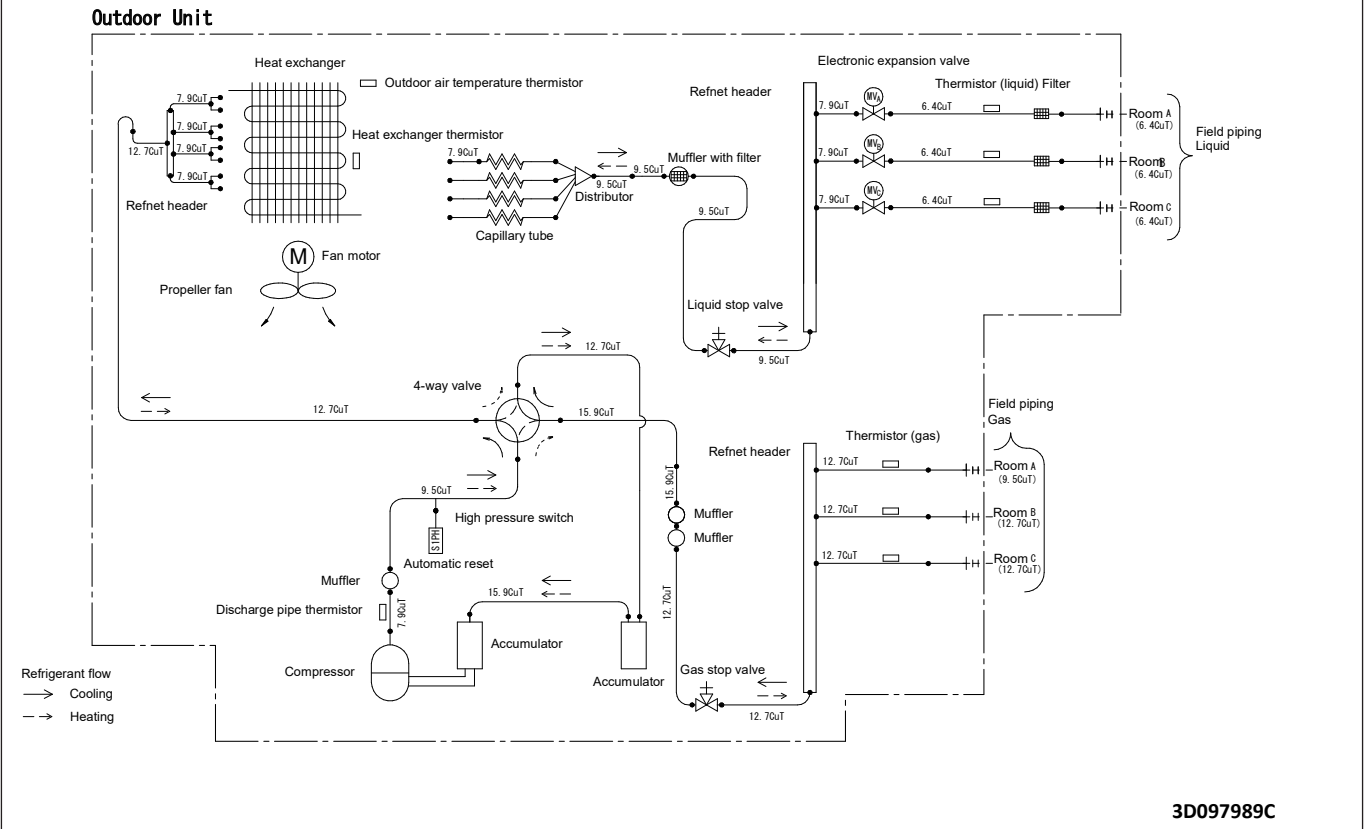 Outdoor Unit
Heat exchanger
Outdoor air temperature thermistor
Heat exchanger thermistor
7.9CuT
7.9CuT
7.9CuT
7.9CuT
12.7CuT
Refnet header
M
Fan motor
Propeller fan
7.9CuT
Capillary tube
Distributor
9.5CuT
9.5CuT
Muffler with filter
9.5CuT
Refnet header
Electronic expansion valve
Thermistor (liquid) Filter
7.9CuT
MVA
6.4CuT
Room A
(6.4CuT)
7.9CuT
MVB
6.4CuT
Room B
(6.4CuT)
7.9CuT
MVC
6.4CuT
Room C
(6.4CuT)
Field piping
Liquid
Liquid stop valve
9.5CuT
12.7CuT
4-way valve
12.7CuT
15.9CuT
9.5CuT
High pressure switch
S1PH
Automatic reset
Muffler
Discharge pipe thermistor
7.9CuT
Compressor
15.9CuT
Accumulator
Accumulator
15.9CuT
Muffler
Muffler
12.7CuT
Gas stop valve
12.7CuT
Refnet header
Thermistor (gas)
Field piping
Gas
12.7CuT
Room A
(9.5CuT)
12.7CuT
Room B
(12.7CuT)
12.7CuT
Room C
(12.7CuT)
Refrigerant flow
Cooling
Heating
3D097989C